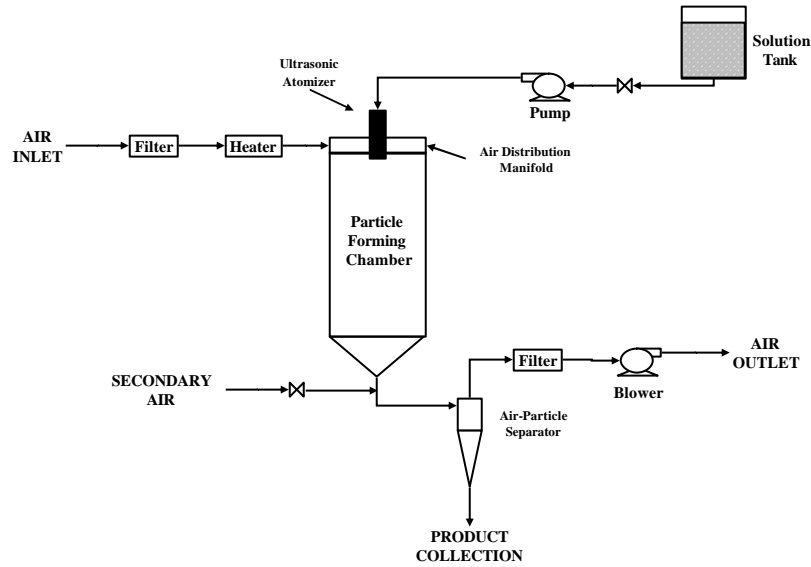 Solution
Tank
Ultrasonic
Atomizer
Pump
AIR
INLET
Filter
Heater
Air Distribution
Manifold
Particle
Forming
Chamber
AIR
OUTLET
Filter
Blower
SECONDARY
AIR
Air-Particle
Separator
PRODUCT
COLLECTION